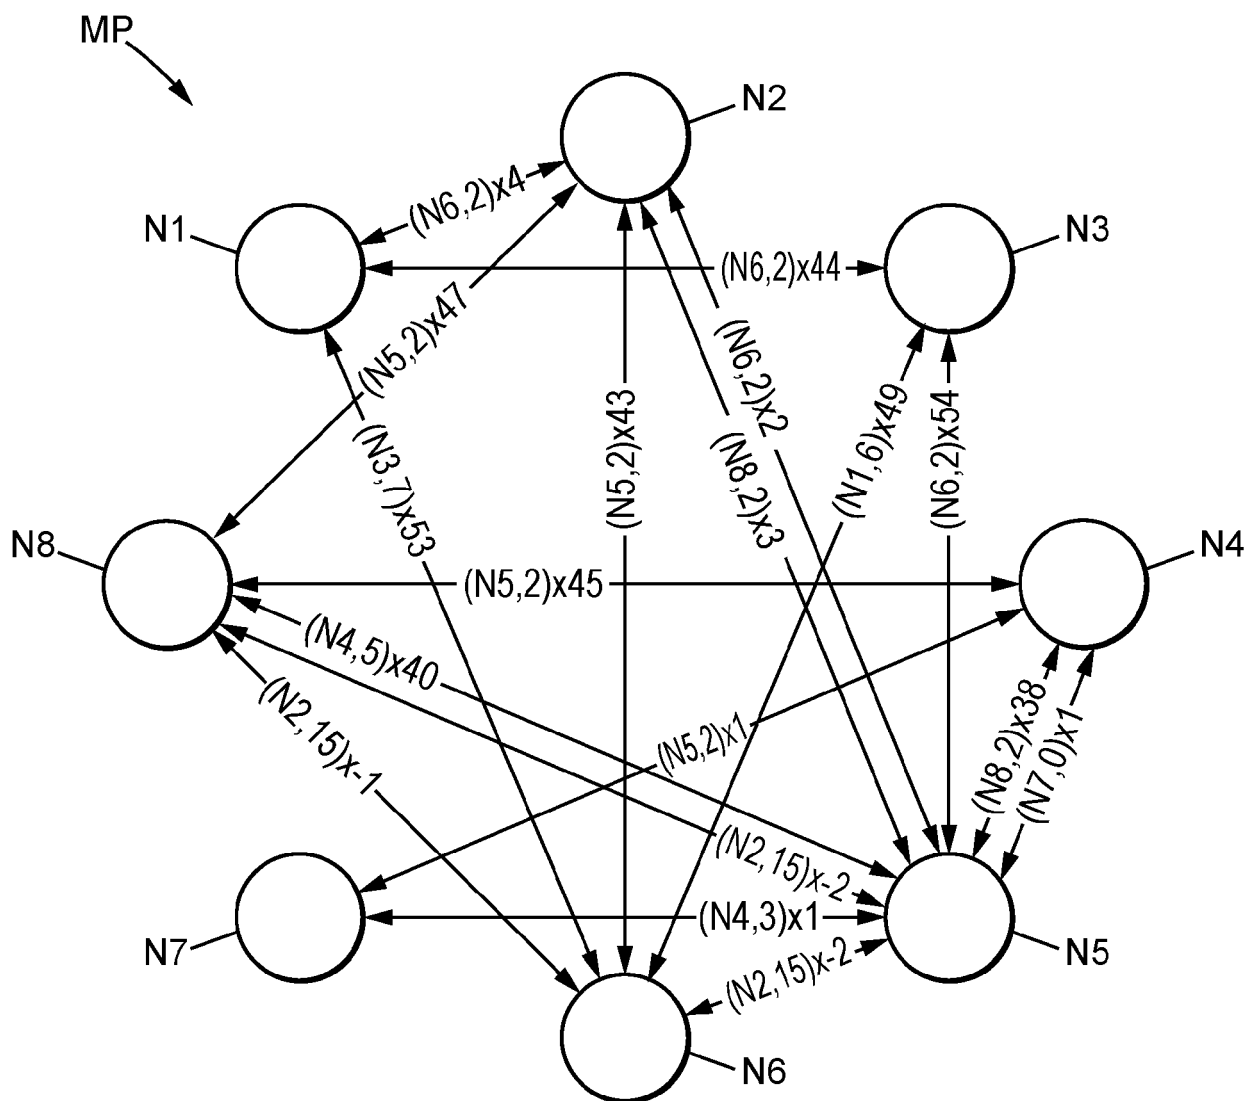 MP
N2
(N6,2)x4
N1
N3
(N6,2)x44
(N5,2)x47
(N6,2)x2
(N5,2)x43
(N1,6)x49
(N6,2)x54
(N3,7)x53
(N8,2)x3
N8
N4
(N5,2)x45
(N4,5)x40
(N2,15)x-1
(N5,2)x1
(N8,2)x38
(N7,0)x1
(N2,15)x-2
(N4,3)x1
N7
N5
(N2,15)x-2
N6